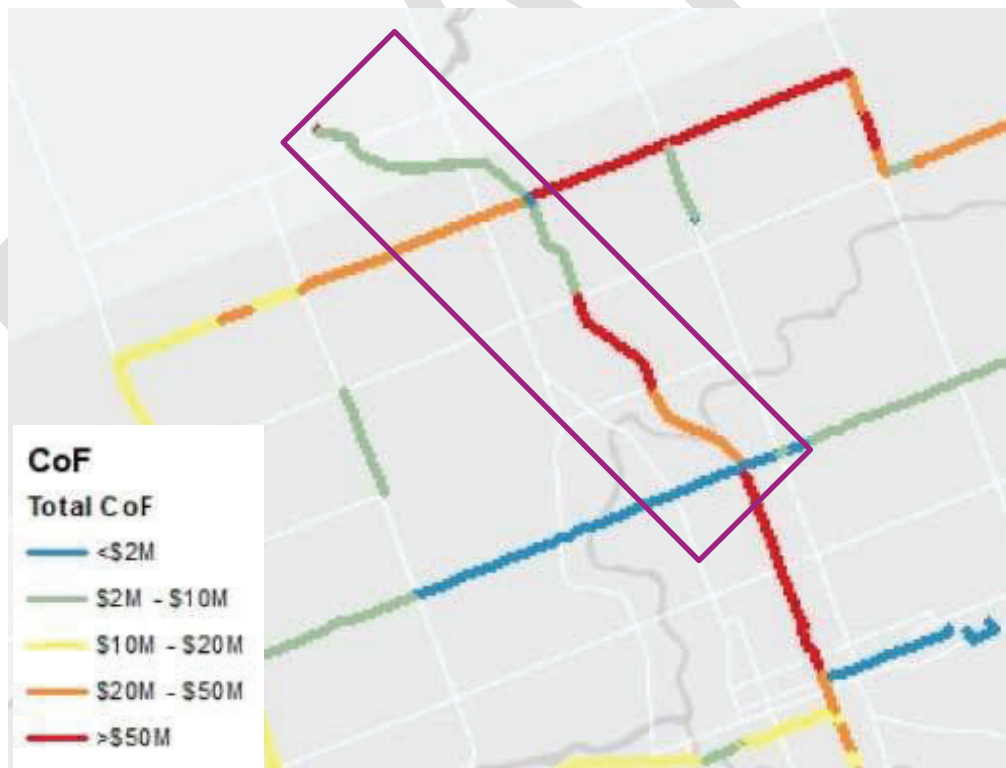 CoF
Total CoF
<$2M
$2M - $10M
$10M - $20M
$20M - $50M
>$50M